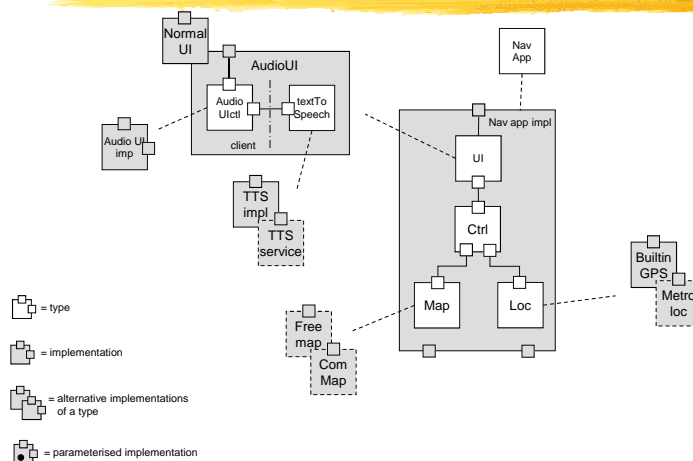 Normal
UI
AudioUI
Audio
UIctl
textTo
Speech
client
Audio UI
imp
TTS
impl
TTS
service
Nav
App
Nav app impl
UI
Ctrl
Map
Loc
Builtin
GPS
Metro
loc
Free
map
Com
Map
= type
= implementation
= alternative implementations
of a type
= parameterised implementation